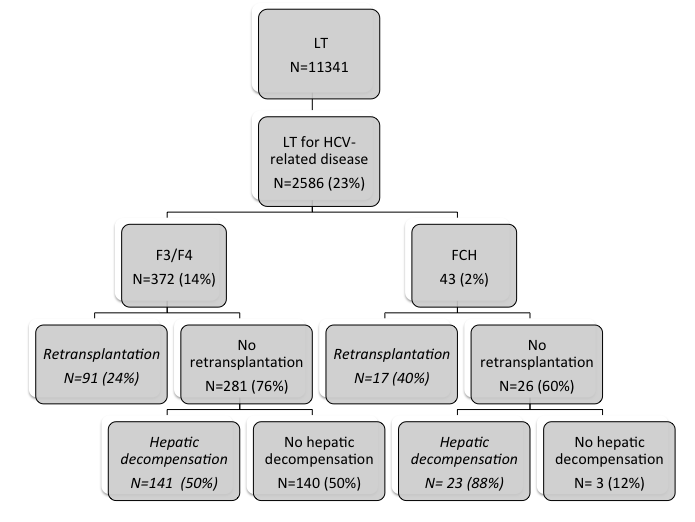 LT
N=11341
LT for HCV-
related disease
N=2586 (23%)
F3/F4
N=372 (14%)
FCH
43 (2%)
Retransplantation
N=91 (24%)
No
retransplantation
N=281 (76%)
Retransplantation
N=17 (40%)
No
retransplantation
N=26 (60%)
Hepatic
decompensation
N=141 (50%)
No hepatic
decompensation
N=140 (50%)
Hepatic
decompensation
N= 23 (88%)
No hepatic
decompensation
N= 3 (12%)